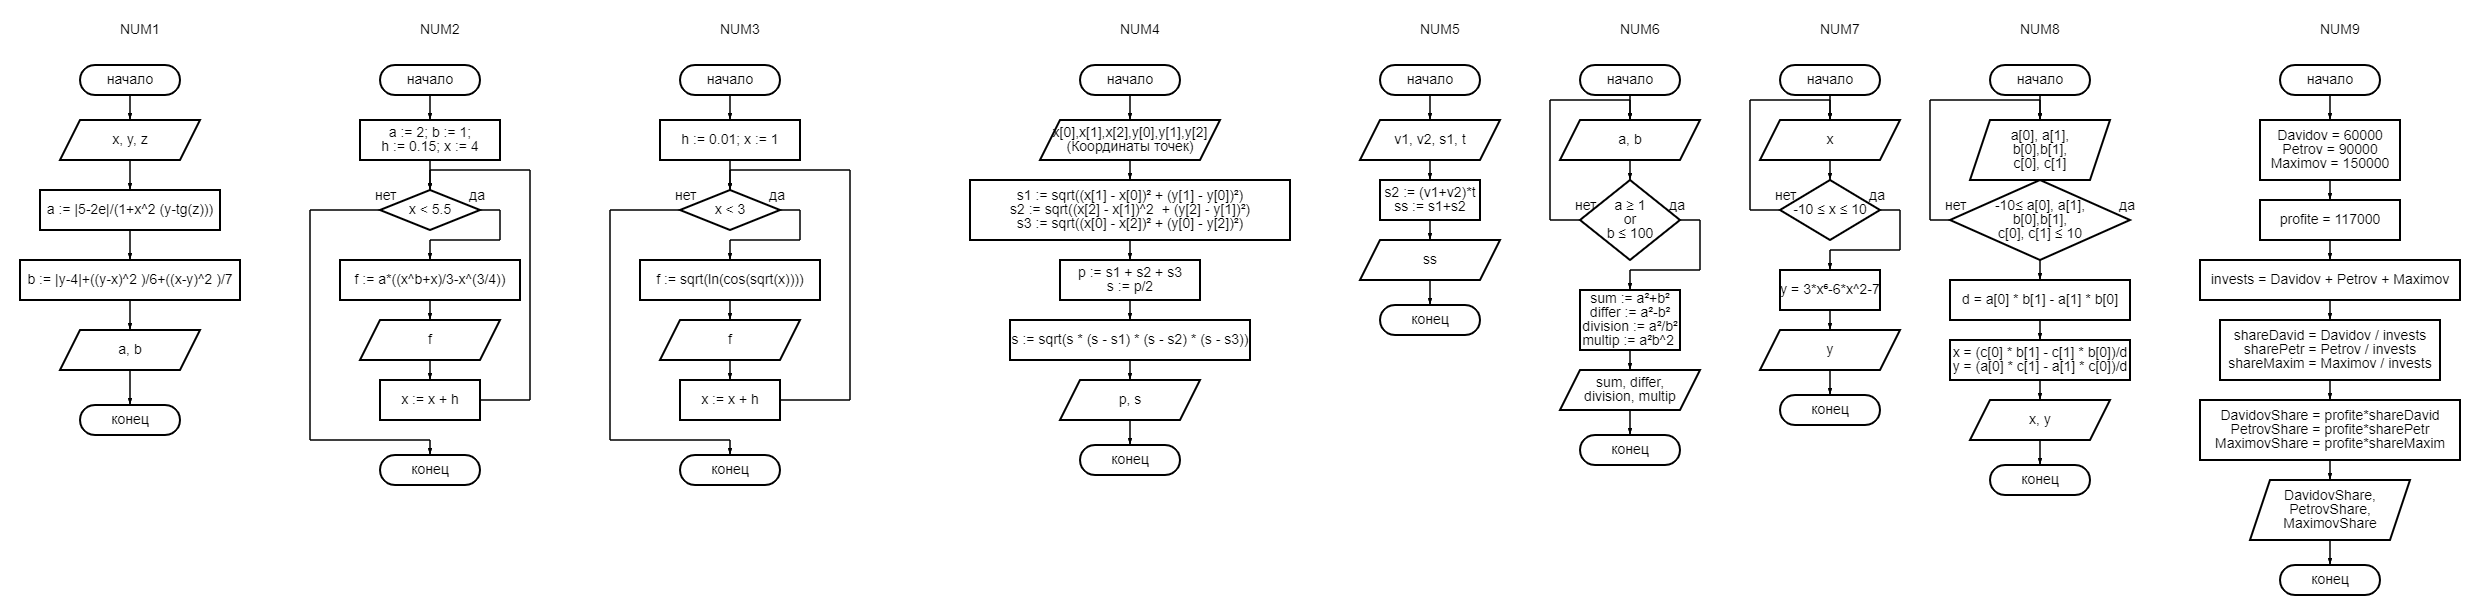 NUM1
начало
x, y, z
a := |5-2e|/(1+x^2 (y-tg(z)))
b := |y-4|+((y-x)^2 )/6+((x-y)^2 )/7
a, b
конец
NUM2
начало
a := 2; b := 1;
h := 0.15; x := 4
нет
да
x < 5.5
f := a*((x^b+x)/3-x^(3/4))
f
x := x + h
конец
NUM3
начало
h := 0.01; x := 1
нет
да
x < 3
f := sqrt(ln(cos(sqrt(x))))
f
x := x + h
конец
NUM4
начало
x[0],x[1],x[2],y[0],y[1],y[2]
(Координаты точек)
s1 := sqrt((x[1] - x[0])² + (y[1] - y[0])²)
s2 := sqrt((x[2] - x[1])^2 + (y[2] - y[1])²)
s3 := sqrt((x[0] - x[2])² + (y[0] - y[2])²)
p := s1 + s2 + s3
s := p/2
s := sqrt(s * (s - s1) * (s - s2) * (s - s3))
p, s
конец
NUM5
начало
v1, v2, s1, t
s2 := (v1+v2)*t
ss := s1+s2
ss
конец
NUM6
начало
a, b
нет
да
a ≥ 1
or
b ≤ 100
sum := a²+b²
differ := a²-b²
division := a²/b²
multip := a²b^2
sum, differ,
division, multip
конец
NUM7
начало
x
нет
да
-10 ≤ x ≤ 10
y = 3*x⁶-6*x^2-7
y
конец
NUM8
начало
a[0], a[1],
b[0],b[1],
c[0], c[1]
нет
да
-10≤ a[0], a[1],
b[0],b[1],
c[0], c[1] ≤ 10
d = a[0] * b[1] - a[1] * b[0]
x = (c[0] * b[1] - c[1] * b[0])/d
y = (a[0] * c[1] - a[1] * c[0])/d
x, y
конец
NUM9
начало
Davidov = 60000
Petrov = 90000
Maximov = 150000
profite = 117000
invests = Davidov + Petrov + Maximov
shareDavid = Davidov / invests
sharePetr = Petrov / invests
shareMaxim = Maximov / invests
DavidovShare = profite*shareDavid
PetrovShare = profite*sharePetr
MaximovShare = profite*shareMaxim
DavidovShare,
PetrovShare,
MaximovShare
конец